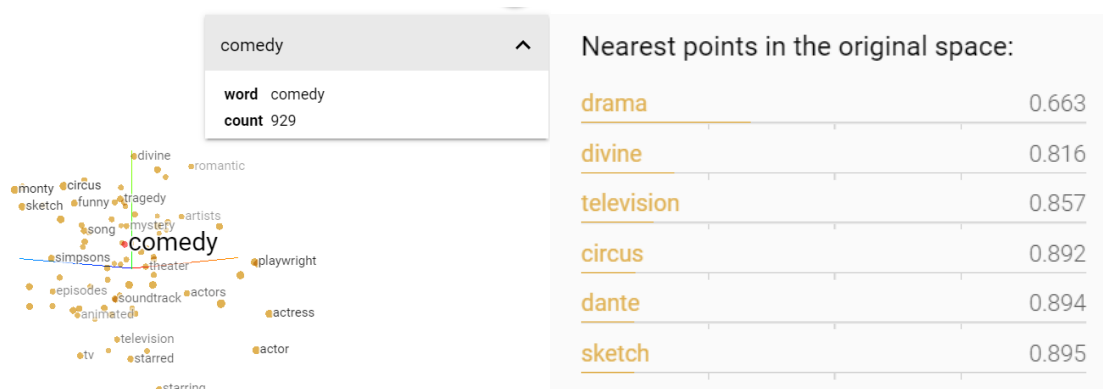 comedy
word comedy
count 929
divine
romantic
monty
circus
sketch
funny
tragedy
artists
song
mystery
comedy
simpsons
theater
playwright
episodes
soundtrack
actors
animated
actress
television
tv
starred
actor
starring
Nearest points in the original space:
drama 0.663
divine 0.816
television 0.857
circus 0.892
dante 0.894
sketch 0.895